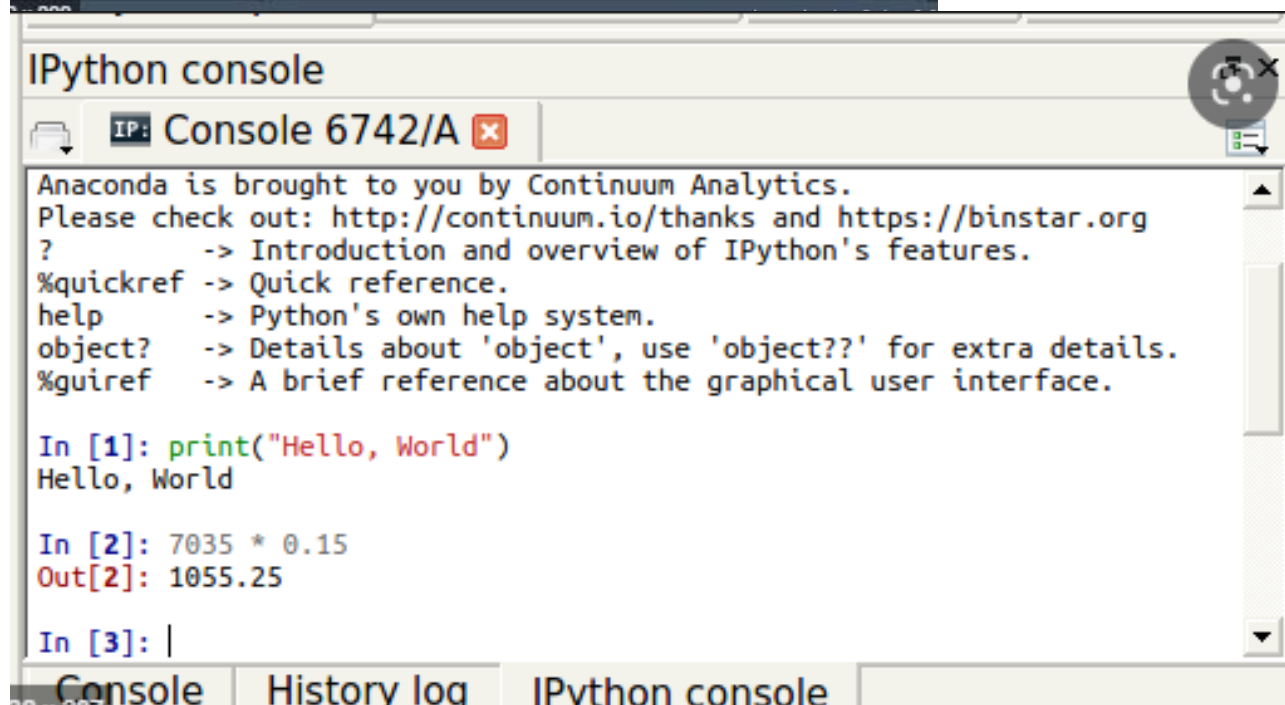 IPython console
IP: Console 6742/A
Anaconda is brought to you by Continuum Analytics.
Please check out: http://continuum.io/thanks and https://binstar.org
?         -> Introduction and overview of IPython's features.
%quickref -> Quick reference.
help      -> Python's own help system.
object?   -> Details about 'object', use 'object??' for extra details.
%guiref   -> A brief reference about the graphical user interface.
In [1]: print("Hello, World")
Hello, World
In [2]: 7035 * 0.15
Out[2]: 1055.25
In [3]:
Console History log IPython console